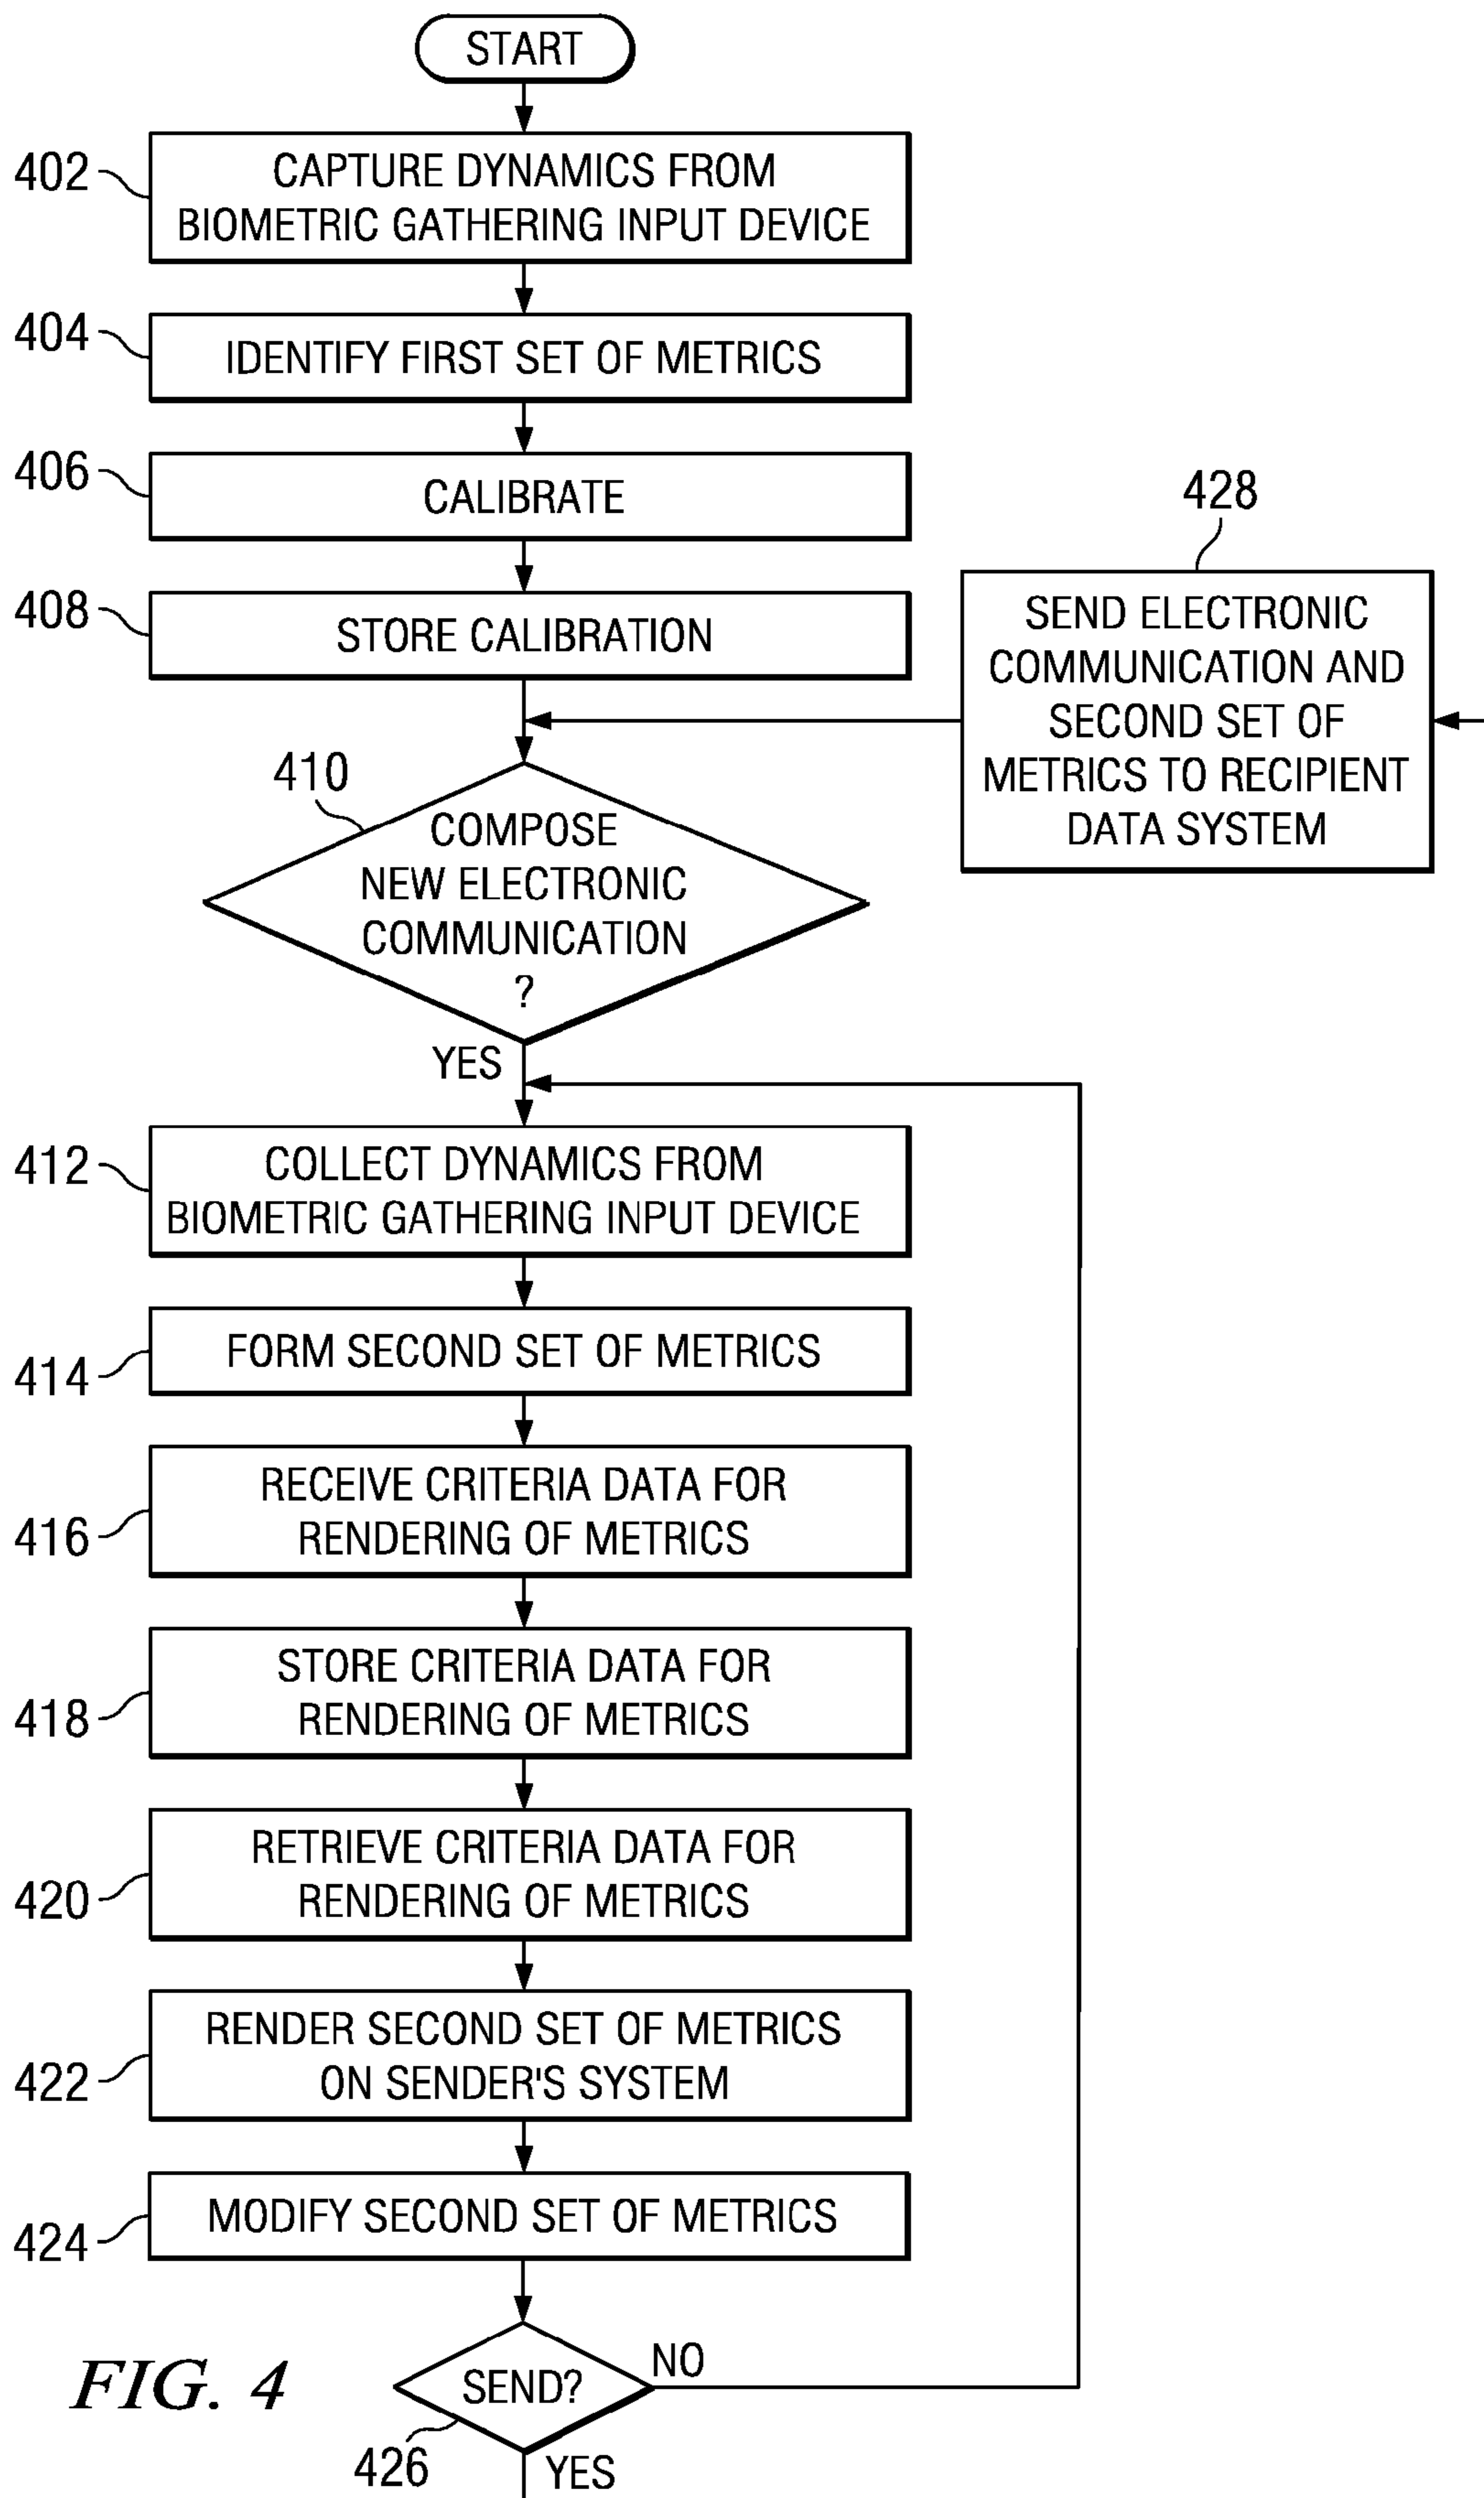 START
402
CAPTURE DYNAMICS FROM
BIOMETRIC GATHERING INPUT DEVICE
404
IDENTIFY FIRST SET OF METRICS
406
CALIBRATE
408
STORE CALIBRATION
428
SEND ELECTRONIC
COMMUNICATION AND
SECOND SET OF
METRICS TO RECIPIENT
DATA SYSTEM
410
COMPOSE
NEW ELECTRONIC
COMMUNICATION
?
YES
412
COLLECT DYNAMICS FROM
BIOMETRIC GATHERING INPUT DEVICE
414
FORM SECOND SET OF METRICS
416
RECEIVE CRITERIA DATA FOR
RENDERING OF METRICS
418
STORE CRITERIA DATA FOR
RENDERING OF METRICS
420
RETRIEVE CRITERIA DATA FOR
RENDERING OF METRICS
422
RENDER SECOND SET OF METRICS
ON SENDER'S SYSTEM
424
MODIFY SECOND SET OF METRICS
SEND?
NO
426
YES
FIG. 4